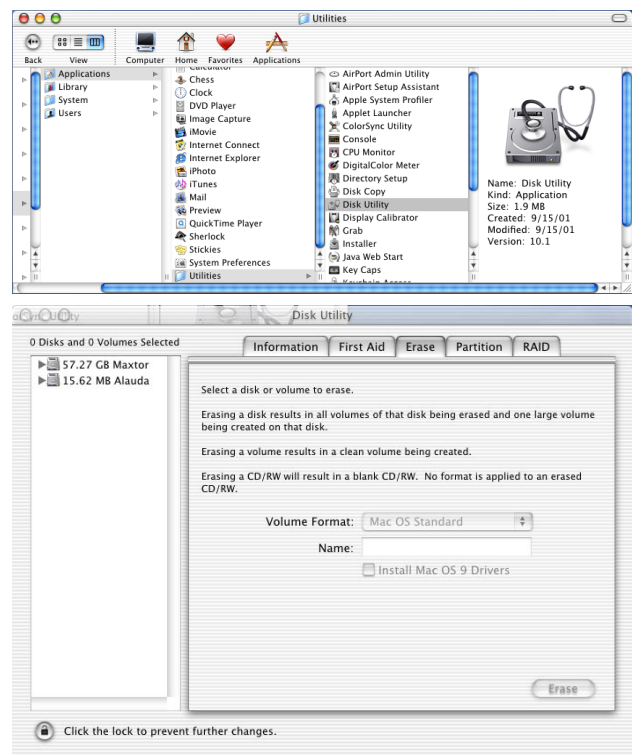 Utilities
Back View Computer Home Favorites Applications
Applications
Library
System
Users
Calculator
Chess
Clock
DVD Player
Image Capture
iMovie
Internet Connect
Internet Explorer
iPhoto
iTunes
Mail
Preview
QuickTime Player
Sherlock
Stickies
System Preferences
Utilities
AirPort Admin Utility
AirPort Setup Assistant
Apple System Profiler
Applet Launcher
ColorSync Utility
Console
CPU Monitor
DigitalColor Meter
Directory Setup
Disk Copy
Disk Utility
Display Calibrator
Grab
Installer
Java Web Start
Key Caps
Keychain Access
Name: Disk Utility
Kind: Application
Size: 1.9 MB
Created: 9/15/01
Modified: 9/15/01
Version: 10.1
Disk Utility
0 Disks and 0 Volumes Selected
57.27 GB Maxtor
15.62 MB Alauda
Information First Aid Erase Partition RAID
Select a disk or volume to erase.
Erasing a disk results in all volumes of that disk being erased and one large volume
being created on that disk.
Erasing a volume results in a clean volume being created.
Erasing a CD/RW will result in a blank CD/RW. No format is applied to an erased
CD/RW.
Volume Format: Mac OS Standard
Name:
Install Mac OS 9 Drivers
Erase
Click the lock to prevent further changes.